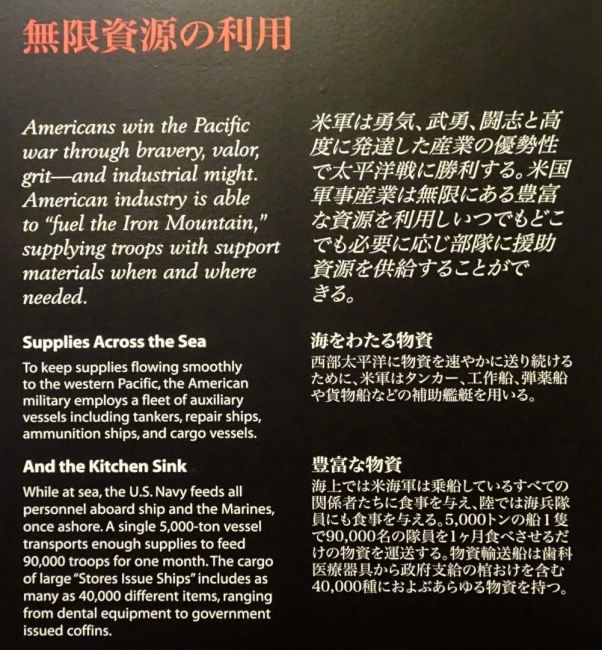 無限資源の利用
Americans win the Pacific
war through bravery, valor,
grit—and industrial might.
American industry is able
to “fuel the Iron Mountain,”
supplying troops with support
materials when and where
needed.
米軍は勇気、武勇、闘志と高
度に発達した産業の優勢性
で太平洋戦に勝利する。米国
軍事産業は無限にある豊富
な資源を利用しいつでもどこ
でも必要に応じ部隊に援助
資源を供給することがで
きる。
Supplies Across the Sea
To keep supplies flowing smoothly
to the western Pacific, the American
military employs a fleet of auxiliary
vessels including tankers, repair ships,
ammunition ships, and cargo vessels.
海をわたる物資
西部太平洋に物資を速やかに送り続ける
ために、米軍はタンカー、工作船、弾薬船
や貨物船などの補助艦艇を用いる。
And the Kitchen Sink
While at sea, the U.S. Navy feeds all
personnel aboard ship and the Marines,
once ashore. A single 5,000-ton vessel
transports enough supplies to feed
90,000 troops for one month. The cargo
of large “Stores Issue Ships” includes as
many as 40,000 different items, ranging
from dental equipment to government
issued coffins.
豊富な物資
海上では米海軍は乗船しているすべての
関係者たちに食事を与え、陸では海兵隊
員にも食事を与える。5,000トンの船1隻
で90,000名の隊員を1ヶ月食べさせるだ
けの物資を運送する。物資輸送船は歯科
医療器具から政府支給の棺おけを含む
40,000種におよぶあらゆる物資を持つ。